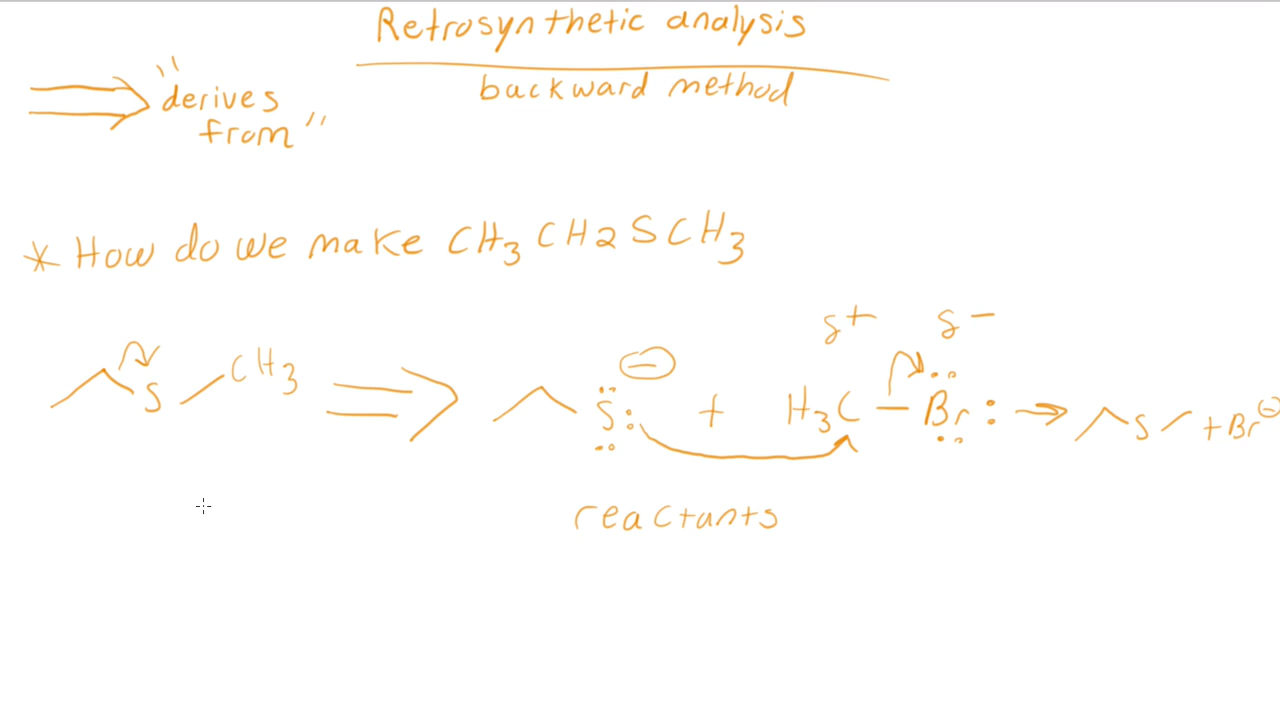 Retrosynthetic analysis
backward method
"derives
from"
* How do we make CH3CH2SCH3
δ+ δ-
S CH3 ⇒ S: ⊖ + H3C - Br: → S + Br⊖
reactants